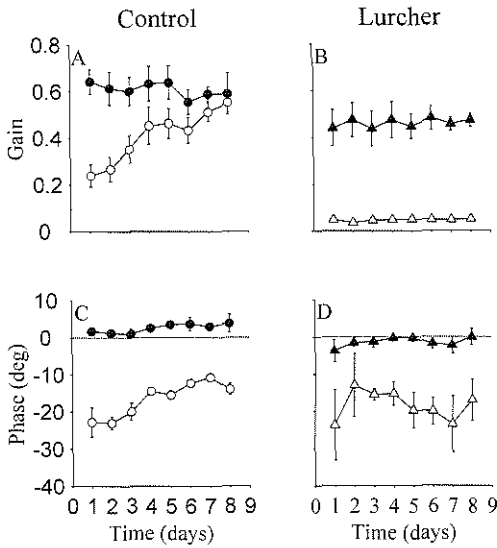 Control Lurcher
A B
0.8
0.6
0.4
0.2
0
Gain
C D
10
0
-10
-20
-30
-40
Phase (deg)
0 1 2 3 4 5 6 7 8 9 0 1 2 3 4 5 6 7 8 9
Time (days) Time (days)